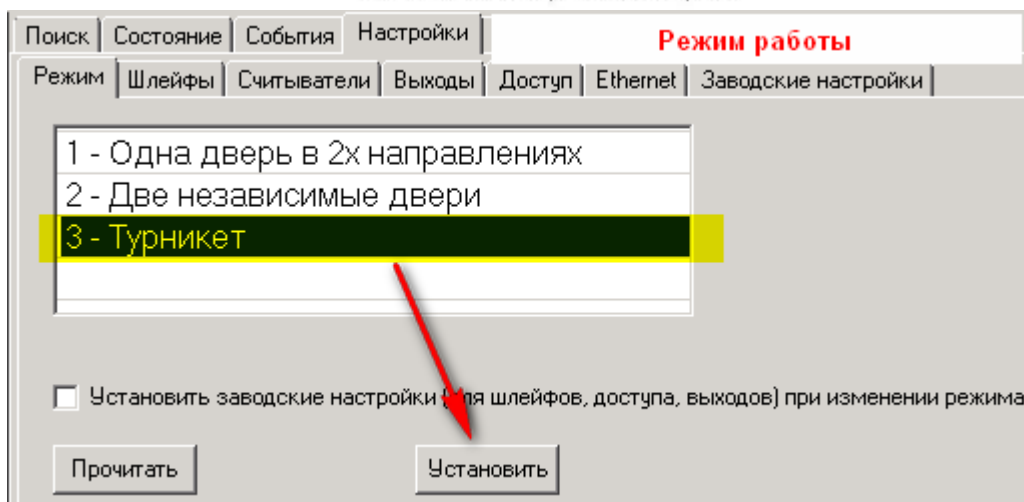 Поиск Состояние События Настройки Режим работы
Режим Шлейфы Считыватели Выходы Доступ Ethernet Заводские настройки
1 - Одна дверь в 2х направлениях
2 - Две независимые двери
3 - Турникет
Установить заводские настройки (для шлейфов, доступа, выходов) при изменении режима
Прочитать Установить